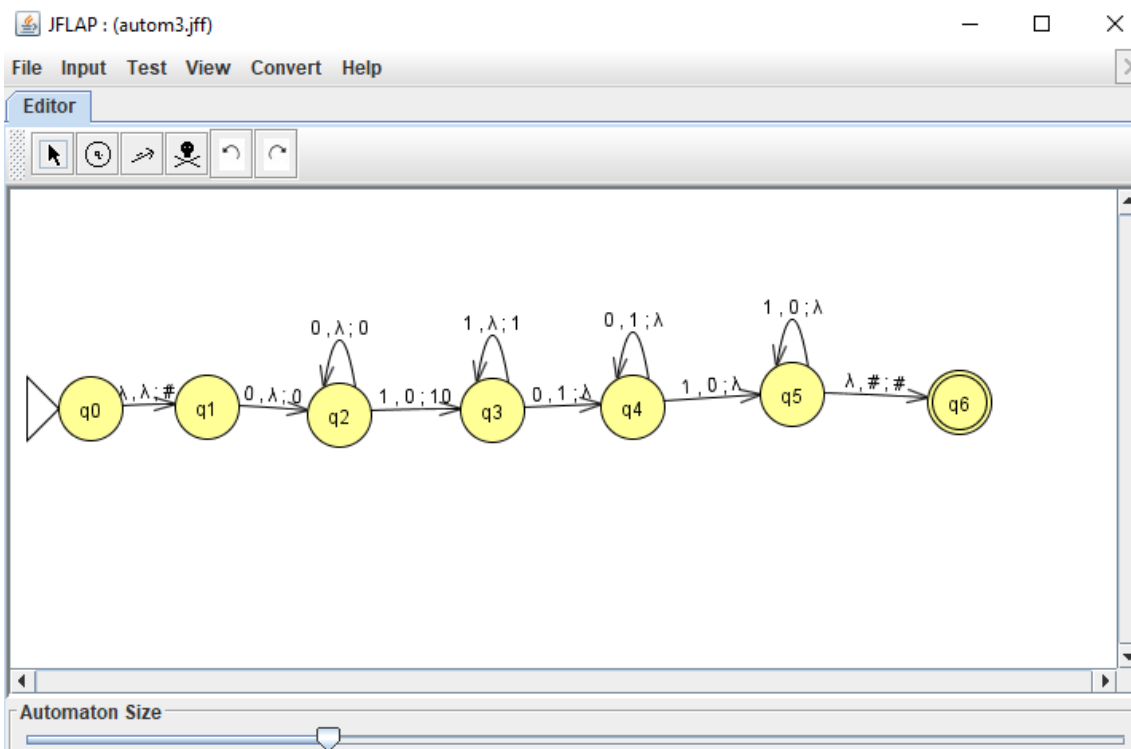 JFLAP : (autom3.jff)
File Input Test View Convert Help
Editor
0 , λ ; 0
1 , λ ; 1
0 , 1 ; λ
1 , 0 ; λ
q0
λ , λ ; #
q1
0 , λ ; 0
q2
1 , 0 ; 10
q3
0 , 1 ; λ
q4
1 , 0 ; λ
q5
λ , # ; #
q6
Automaton Size